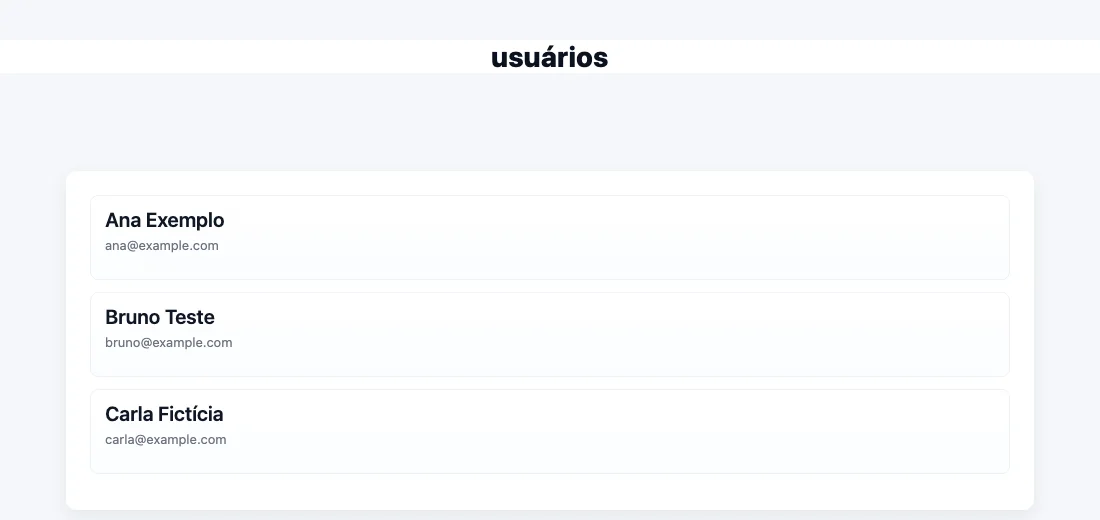 usuários
Ana Exemplo
ana@example.com
Bruno Teste
bruno@example.com
Carla Fictícia
carla@example.com